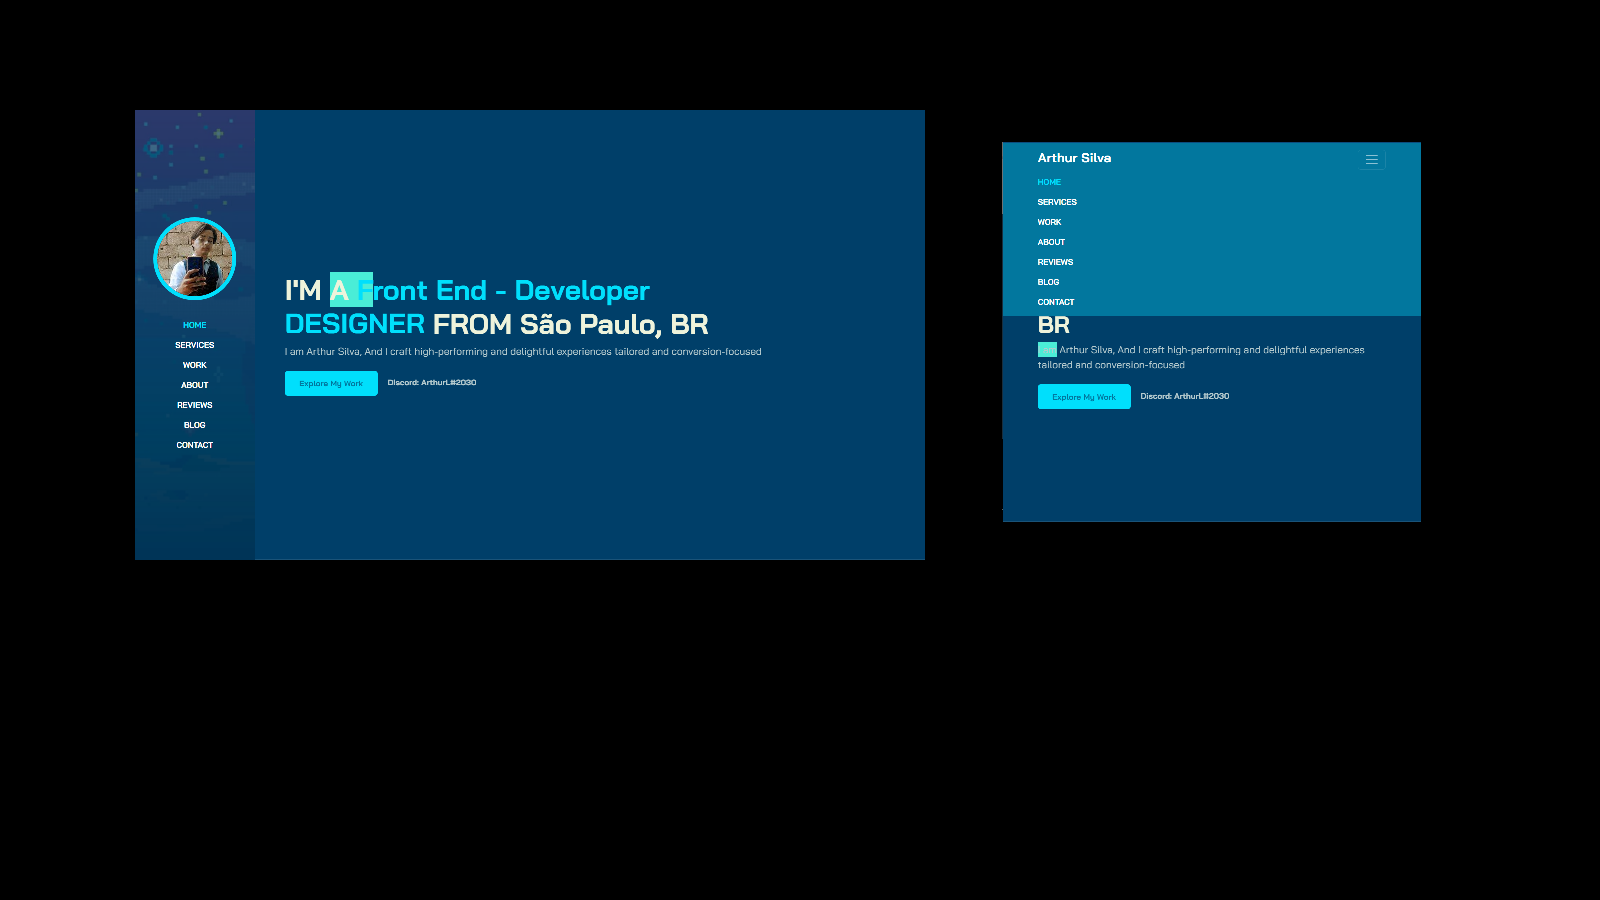 HOME
SERVICES
WORK
ABOUT
REVIEWS
BLOG
CONTACT
I'M A Front End - Developer
DESIGNER FROM São Paulo, BR
I am Arthur Silva, And I craft high-performing and delightful experiences tailored and conversion-focused
Explore My Work
Discord: ArthurL#2030
Arthur Silva
HOME
SERVICES
WORK
ABOUT
REVIEWS
BLOG
CONTACT
BR
Arthur Silva, And I craft high-performing and delightful experiences
tailored and conversion-focused
Explore My Work
Discord: ArthurL#2030